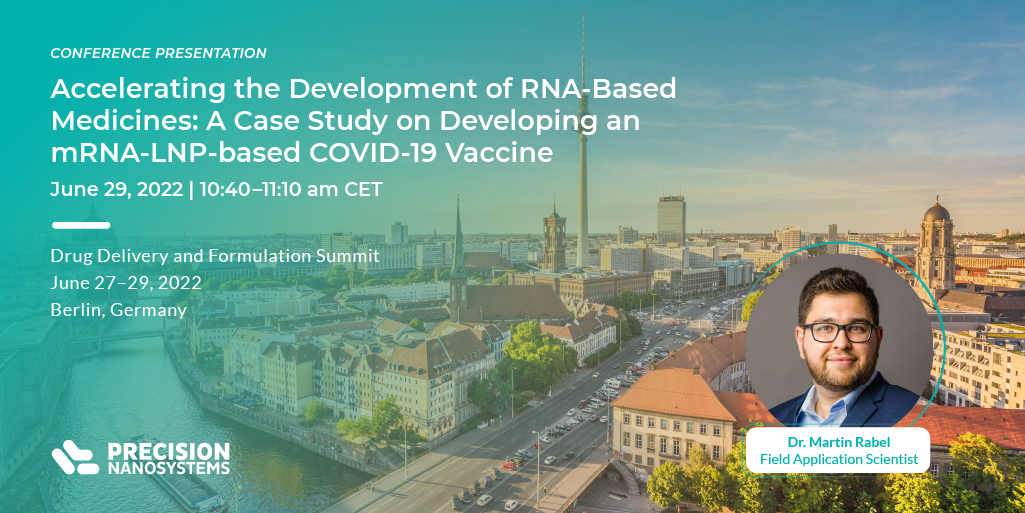 CONFERENCE PRESENTATION
Accelerating the Development of RNA-Based
Medicines: A Case Study on Developing an
mRNA-LNP-based COVID-19 Vaccine
June 29, 2022 | 10:40–11:10 am CET
Drug Delivery and Formulation Summit
June 27–29, 2022
Berlin, Germany
PRECISION
NANOSYSTEMS
Dr. Martin Rabel
Field Application Scientist